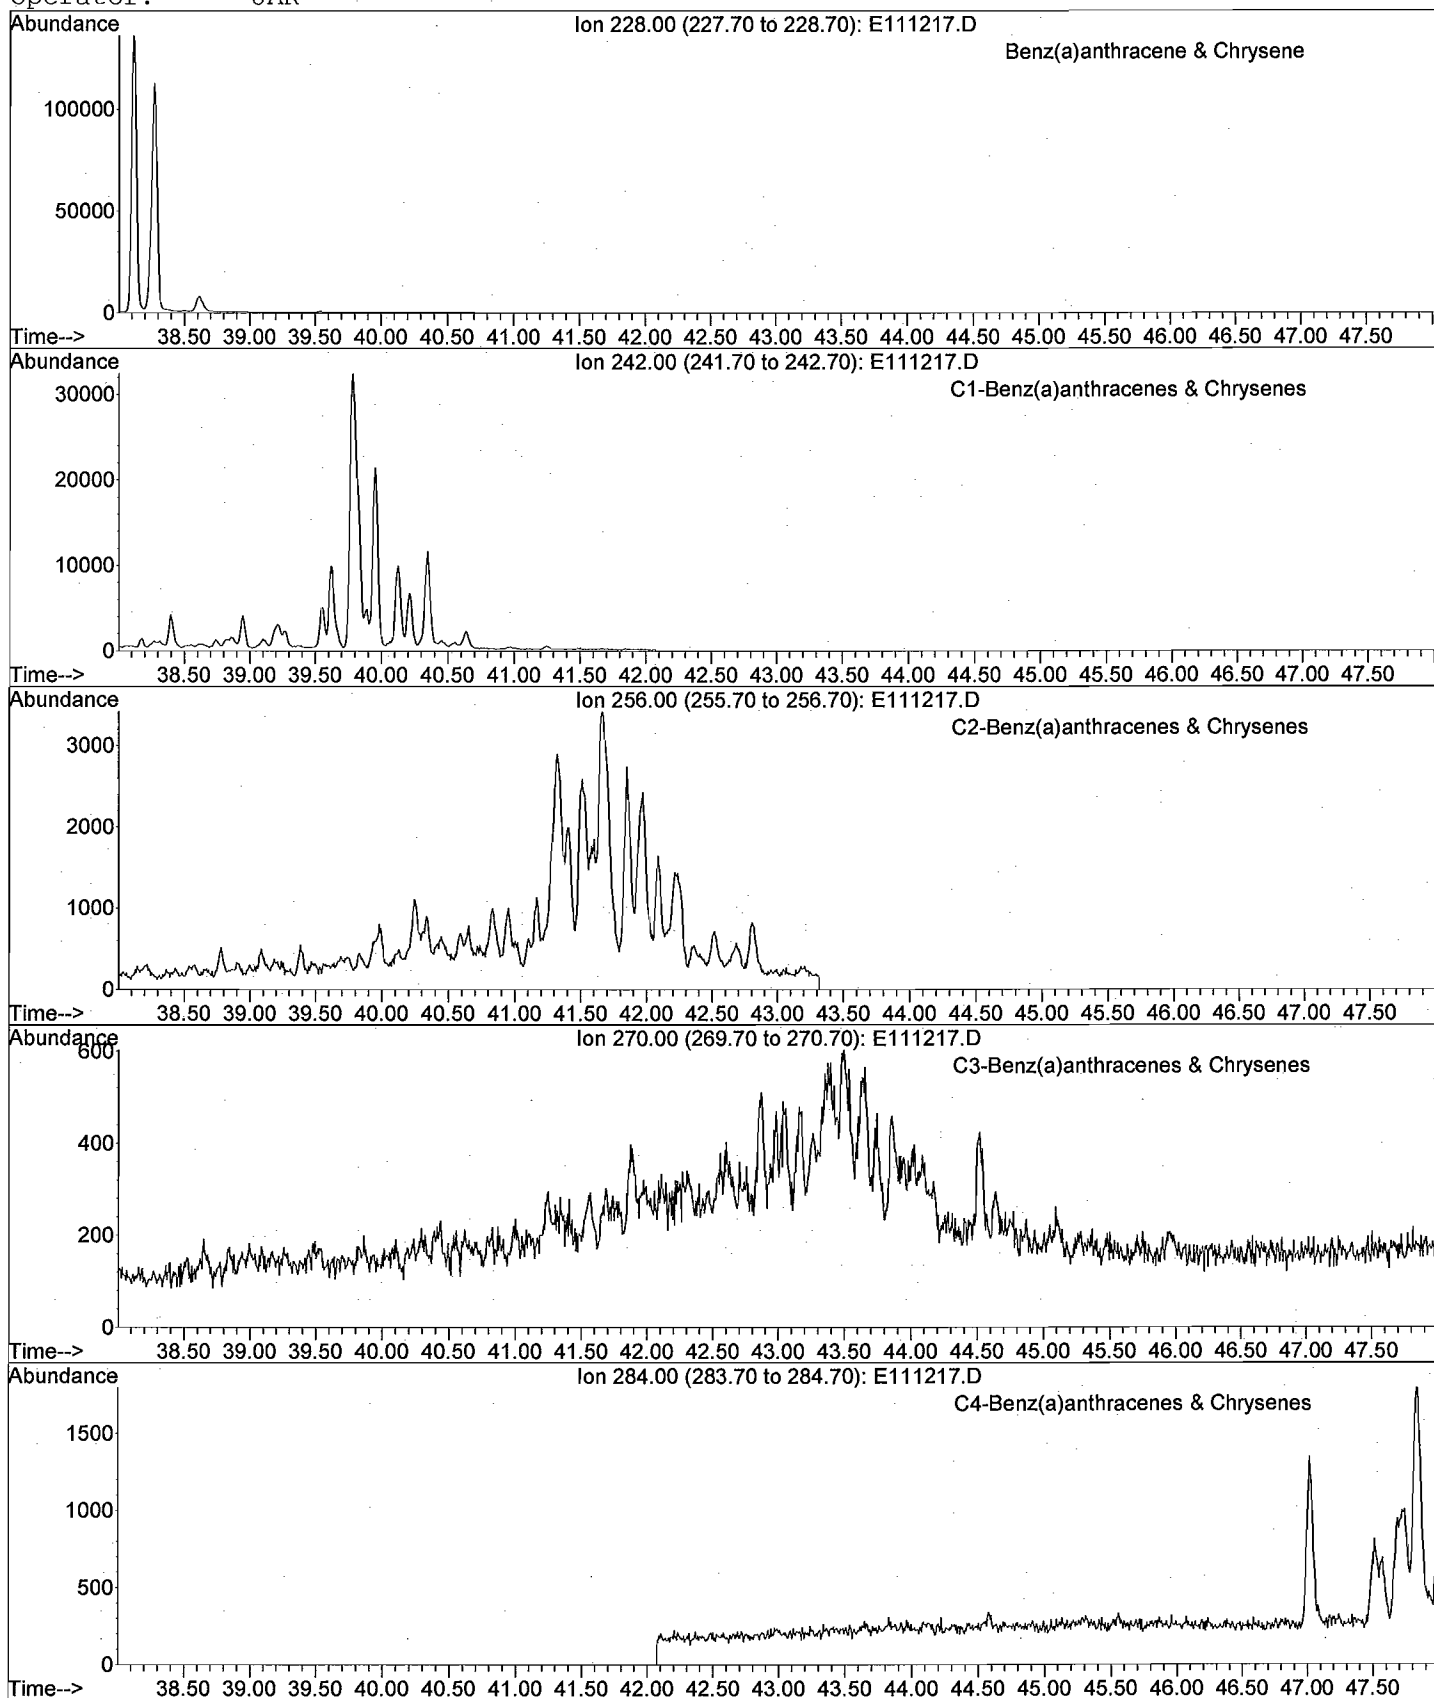 Abundance Ion 228.00 (227.70 to 228.70): E111217.D
Benz(a)anthracene & Chrysene
100000
50000
0
Time--> 38.50 39.00 39.50 40.00 40.50 41.00 41.50 42.00 42.50 43.00 43.50 44.00 44.50 45.00 45.50 46.00 46.50 47.00 47.50
Abundance Ion 242.00 (241.70 to 242.70): E111217.D
C1-Benz(a)anthracenes & Chrysenes
30000
20000
10000
0
Time--> 38.50 39.00 39.50 40.00 40.50 41.00 41.50 42.00 42.50 43.00 43.50 44.00 44.50 45.00 45.50 46.00 46.50 47.00 47.50
Abundance Ion 256.00 (255.70 to 256.70): E111217.D
C2-Benz(a)anthracenes & Chrysenes
3000
2000
1000
0
Time--> 38.50 39.00 39.50 40.00 40.50 41.00 41.50 42.00 42.50 43.00 43.50 44.00 44.50 45.00 45.50 46.00 46.50 47.00 47.50
Abundance Ion 270.00 (269.70 to 270.70): E111217.D
600
C3-Benz(a)anthracenes & Chrysenes
400
200
0
Time--> 38.50 39.00 39.50 40.00 40.50 41.00 41.50 42.00 42.50 43.00 43.50 44.00 44.50 45.00 45.50 46.00 46.50 47.00 47.50
Abundance Ion 284.00 (283.70 to 284.70): E111217.D
C4-Benz(a)anthracenes & Chrysenes
1500
1000
500
0
Time--> 38.50 39.00 39.50 40.00 40.50 41.00 41.50 42.00 42.50 43.00 43.50 44.00 44.50 45.00 45.50 46.00 46.50 47.00 47.50